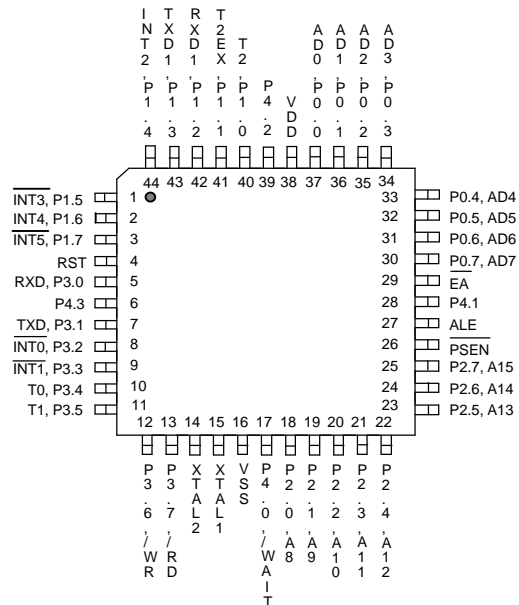 INT2, P1.4
TXD1, P1.3
RXD1, P1.2
T2EX, P1.1
T2, P1.0
P4.2
VDD
AD0, P0.0
AD1, P0.1
AD2, P0.2
AD3, P0.3
44 43 42 41 40 39 38 37 36 35 34
INT3, P1.5 1
INT4, P1.6 2
INT5, P1.7 3
RST 4
RXD, P3.0 5
P4.3 6
TXD, P3.1 7
INT0, P3.2 8
INT1, P3.3 9
T0, P3.4 10
T1, P3.5 11
33 P0.4, AD4
32 P0.5, AD5
31 P0.6, AD6
30 P0.7, AD7
29 EA
28 P4.1
27 ALE
26 PSEN
25 P2.7, A15
24 P2.6, A14
23 P2.5, A13
12 13 14 15 16 17 18 19 20 21 22
P3.6, /WR
P3.7, /RD
XTAL2
XTAL1
VSS
P4.0, /WAIT
P2.0, A8
P2.1, A9
P2.2, A10
P2.3, A11
P2.4, A12